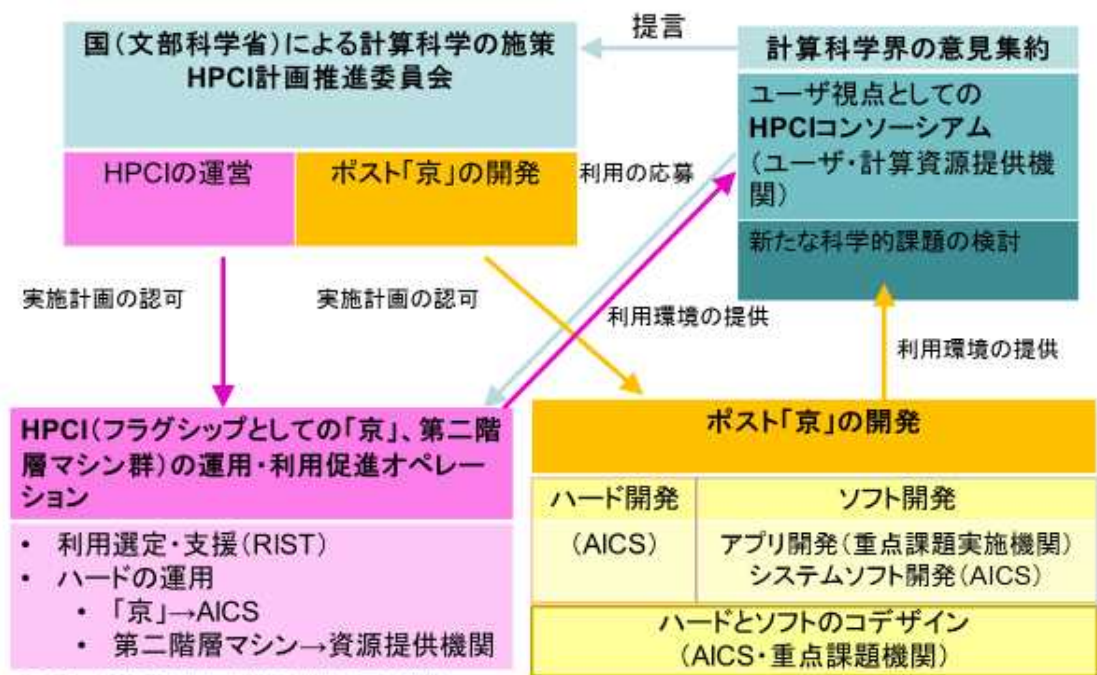 国(文部科学省)による計算科学の施策
HPCI計画推進委員会
HPCIの運営
ポスト「京」の開発
提言
計算科学界の意見集約
ユーザ視点としての
HPCIコンソーシアム
(ユーザ・計算資源提供機
関)
新たな科学的課題の検討
利用の応募
実施計画の認可
実施計画の認可
利用環境の提供
利用環境の提供
HPCI(フラグシップとしての「京」、第二階
層マシン群)の運用・利用促進オペレー
ション
• 利用選定・支援(RIST)
• ハードの運用
• 「京」→AICS
• 第二階層マシン→資源提供機関
ポスト「京」の開発
ハード開発
ソフト開発
(AICS)
アプリ開発(重点課題実施機関)
システムソフト開発(AICS)
ハードとソフトのコデザイン
(AICS・重点課題機関)